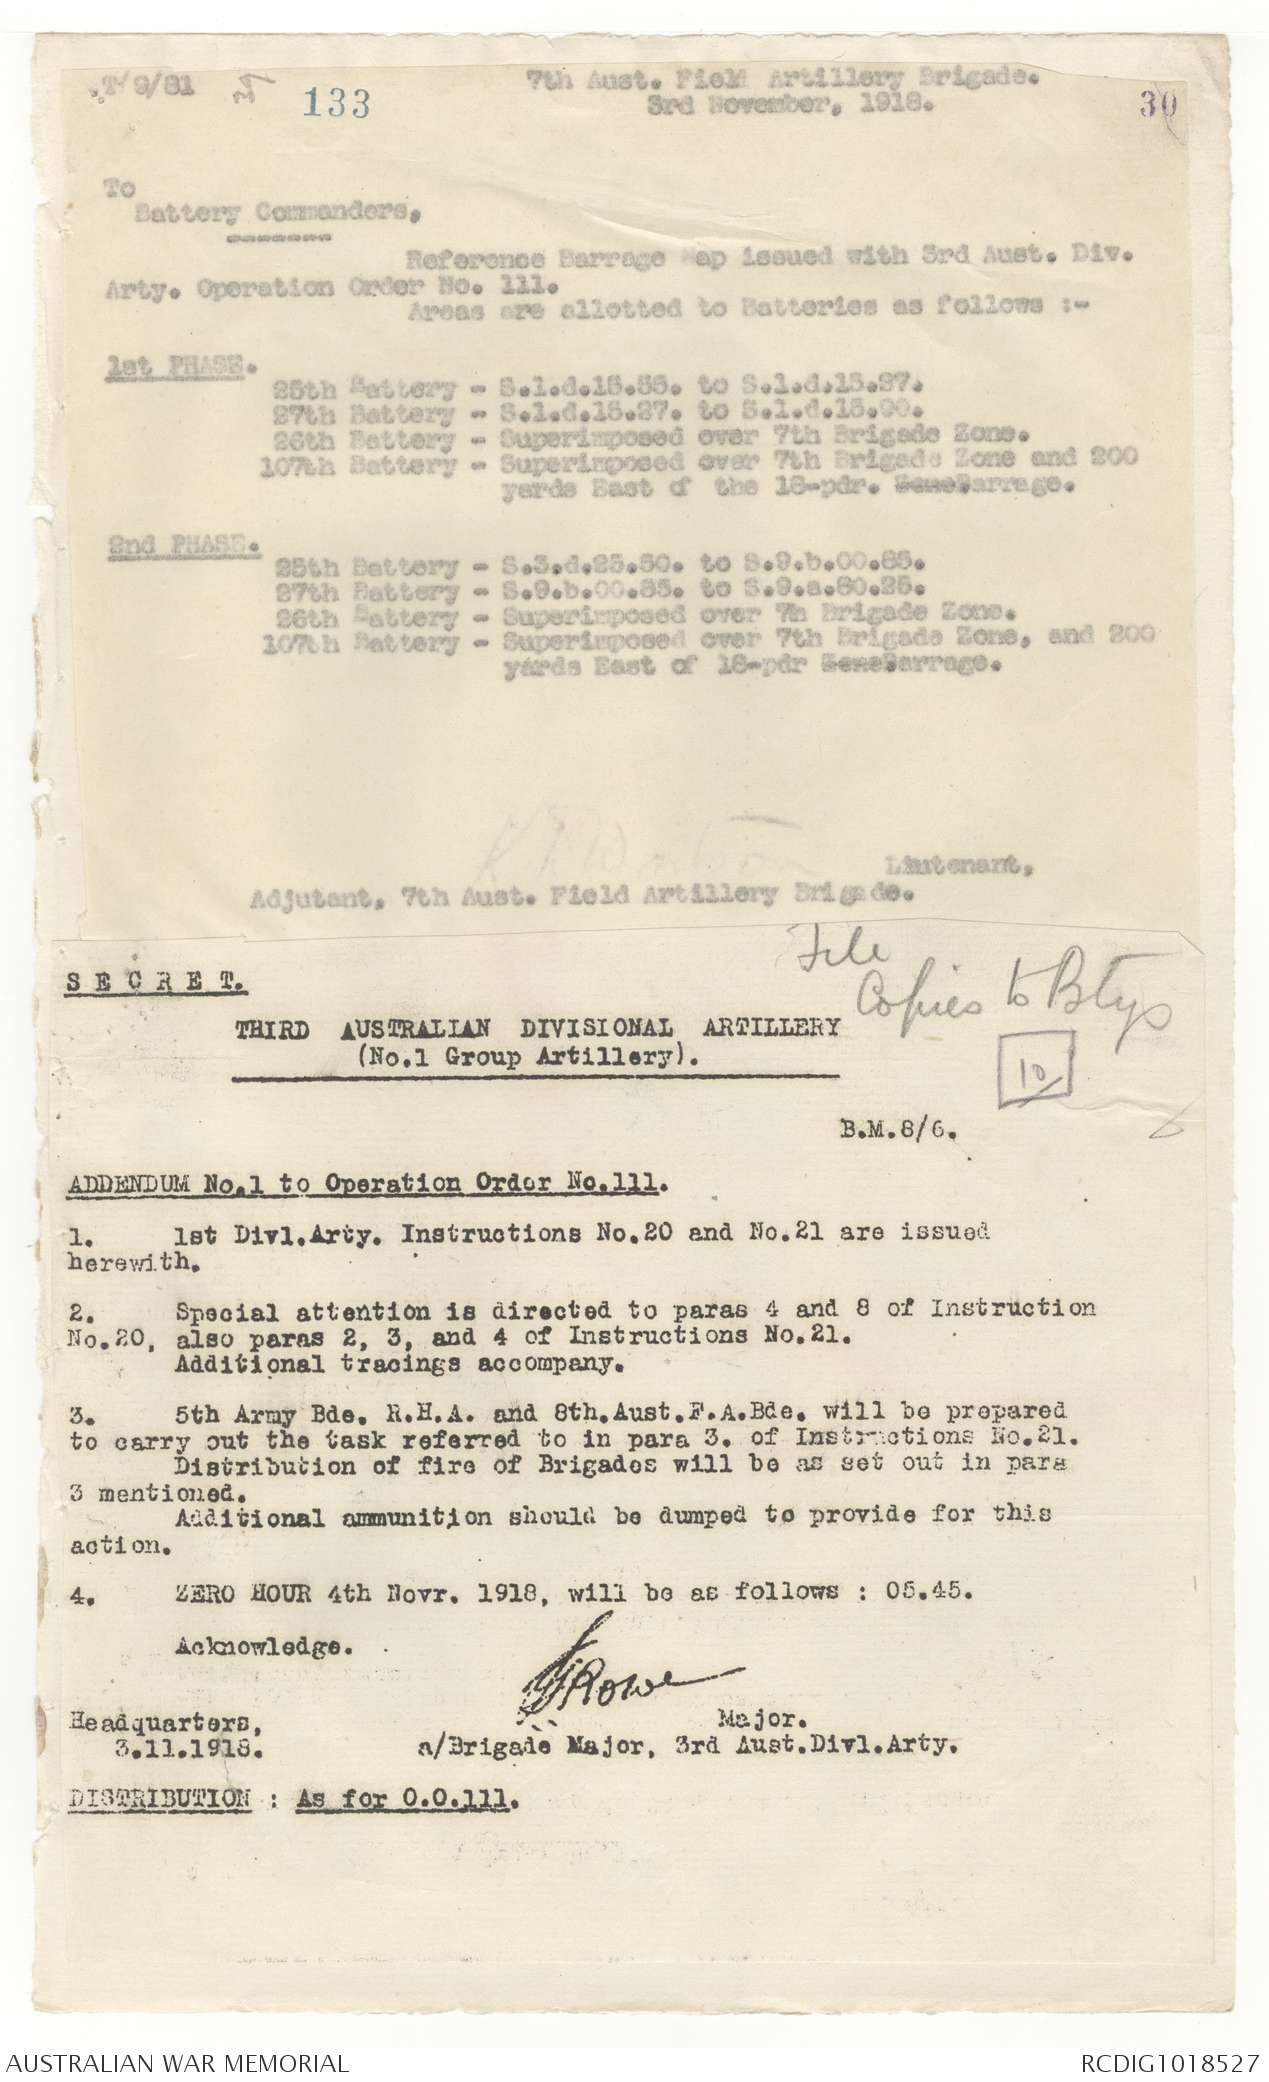 T/9/81
133
7th Aust. Field Artillery Brigade.
3rd November, 1918.
30
To
Battery Commanders,
Reference Barrage Map issued with 3rd Aust. Div.
Arty. Operation Order No. 111.
Areas are allotted to Batteries as follows :-
1st PHASE.
25th Battery - S.1.d.15.55. to S.1.d.15.27.
27th Battery - S.1.d.15.27. to S.1.d.15.00.
26th Battery - Superimposed over 7th Brigade Zone.
107th Battery - Superimposed over 7th Brigade Zone and 200
yards East of the 18-pdr. Zone Barrage.
2nd PHASE.
25th Battery - S.3.d.25.50. to S.9.b.00.85.
27th Battery - S.9.b.00.85. to S.9.a.80.25.
26th Battery - Superimposed over 7h Brigade Zone.
107th Battery - Superimposed over 7th Brigade Zone, and 200
yards East of 18-pdr Zone Barrage.
Lieutenant,
Adjutant, 7th Aust. Field Artillery Brigade.
File
Copies to Btys
10
SECRET.
THIRD AUSTRALIAN DIVISIONAL ARTILLERY
(No.1 Group Artillery).
B.M.8/6.
ADDENDUM No.1 to Operation Order No.111.
1. 1st Divl.Arty. Instructions No.20 and No.21 are issued
herewith.
2. Special attention is directed to paras 4 and 8 of Instruction
No.20, also paras 2, 3, and 4 of Instructions No.21.
Additional tracings accompany.
3. 5th Army Bde. R.H.A. and 8th.Aust.F.A.Bde. will be prepared
to carry out the task referred to in para 3. of Instructions No.21.
Distribution of fire of Brigades will be as set out in para
3 mentioned.
Additional ammunition should be dumped to provide for this
action.
4. ZERO HOUR 4th Novr. 1918, will be as follows : 05.45.
Acknowledge.
Rowe
Headquarters,
3.11.1918.
Major.
a/Brigade Major, 3rd Aust.Divl.Arty.
DISTRIBUTION : As for O.O.111.
AUSTRALIAN WAR MEMORIAL
RCDIG1018527